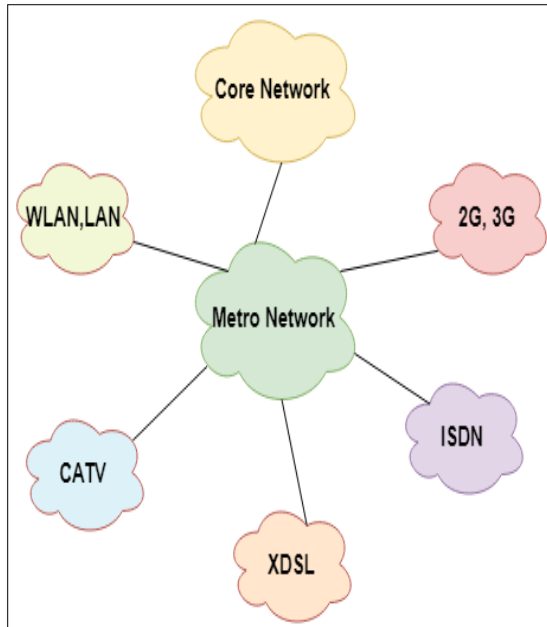 Core Network
WLAN,LAN
2G, 3G
Metro Network
ISDN
CATV
XDSL